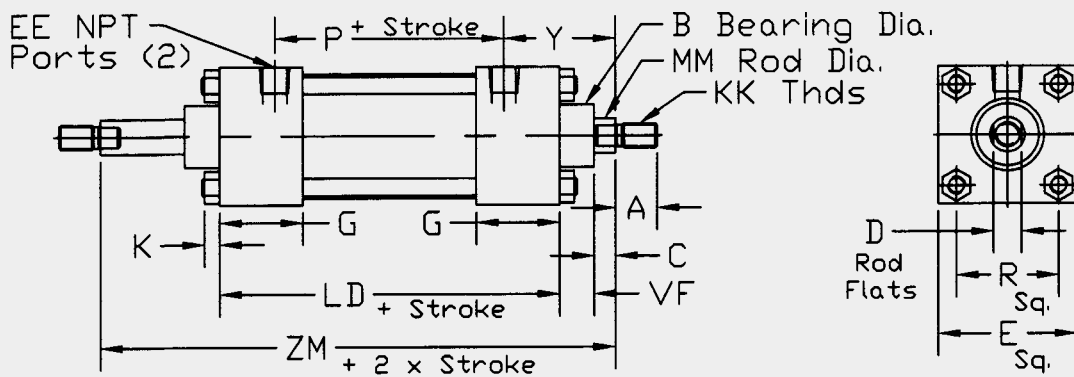 EE NPT
Ports (2)
P + Stroke
Y
B Bearing Dia.
MM Rod Dia.
KK Thds
A
K
G
G
C
VF
LD + Stroke
ZM + 2 x Stroke
D
Rod
Flats
R
Sq.
E
Sq.